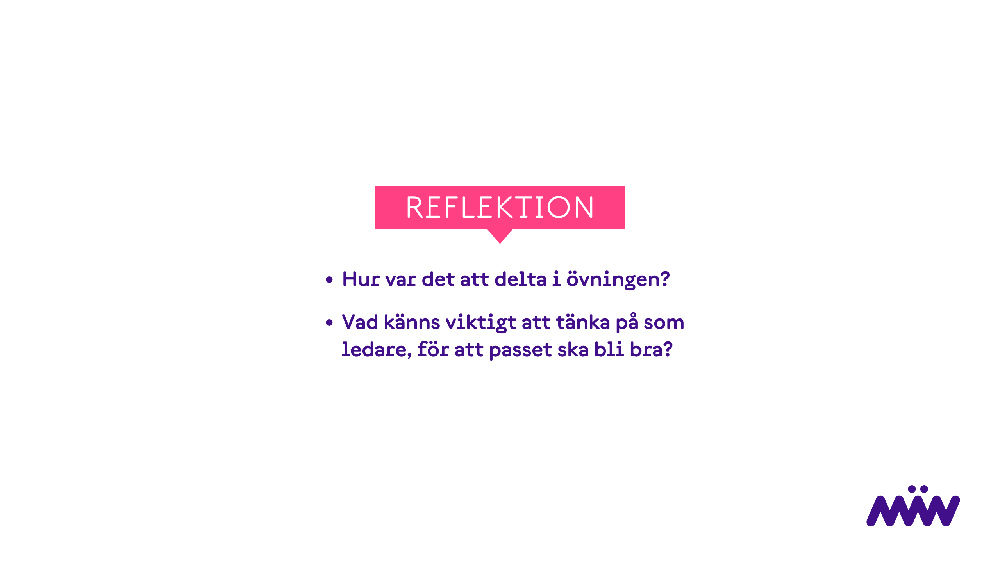 REFLEKTION
• Hur var det att delta i övningen?
• Vad känns viktigt att tänka på som
ledare, för att passet ska bli bra?
MÄN